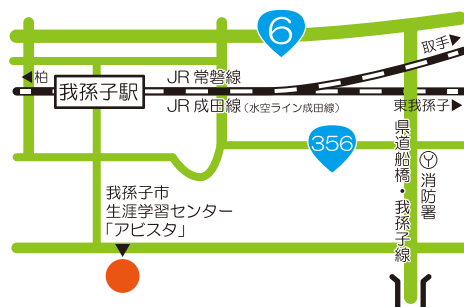 6
取手
柏
我孫子駅
JR 常磐線
JR 成田線（水空ライン成田線）
東我孫子
356
県道船橋・我孫子線
消防署
我孫子市
生涯学習センター
「アビスタ」